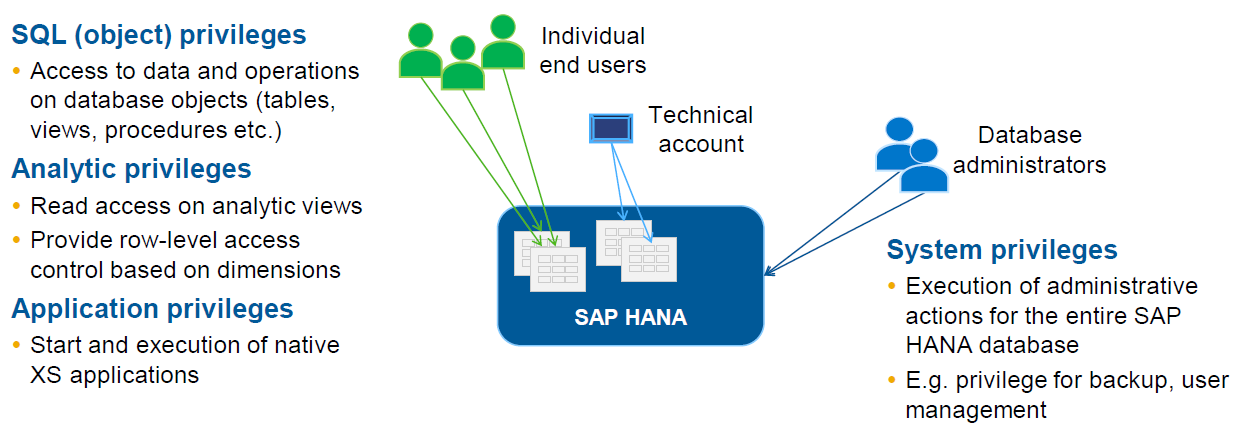 SQL (object) privileges
• Access to data and operations
on database objects (tables,
views, procedures etc.)
Analytic privileges
• Read access on analytic views
• Provide row-level access
control based on dimensions
Application privileges
• Start and execution of native
XS applications
Individual
end users
Technical
account
SAP HANA
Database
administrators
System privileges
• Execution of administrative
actions for the entire SAP
HANA database
• E.g. privilege for backup, user
management